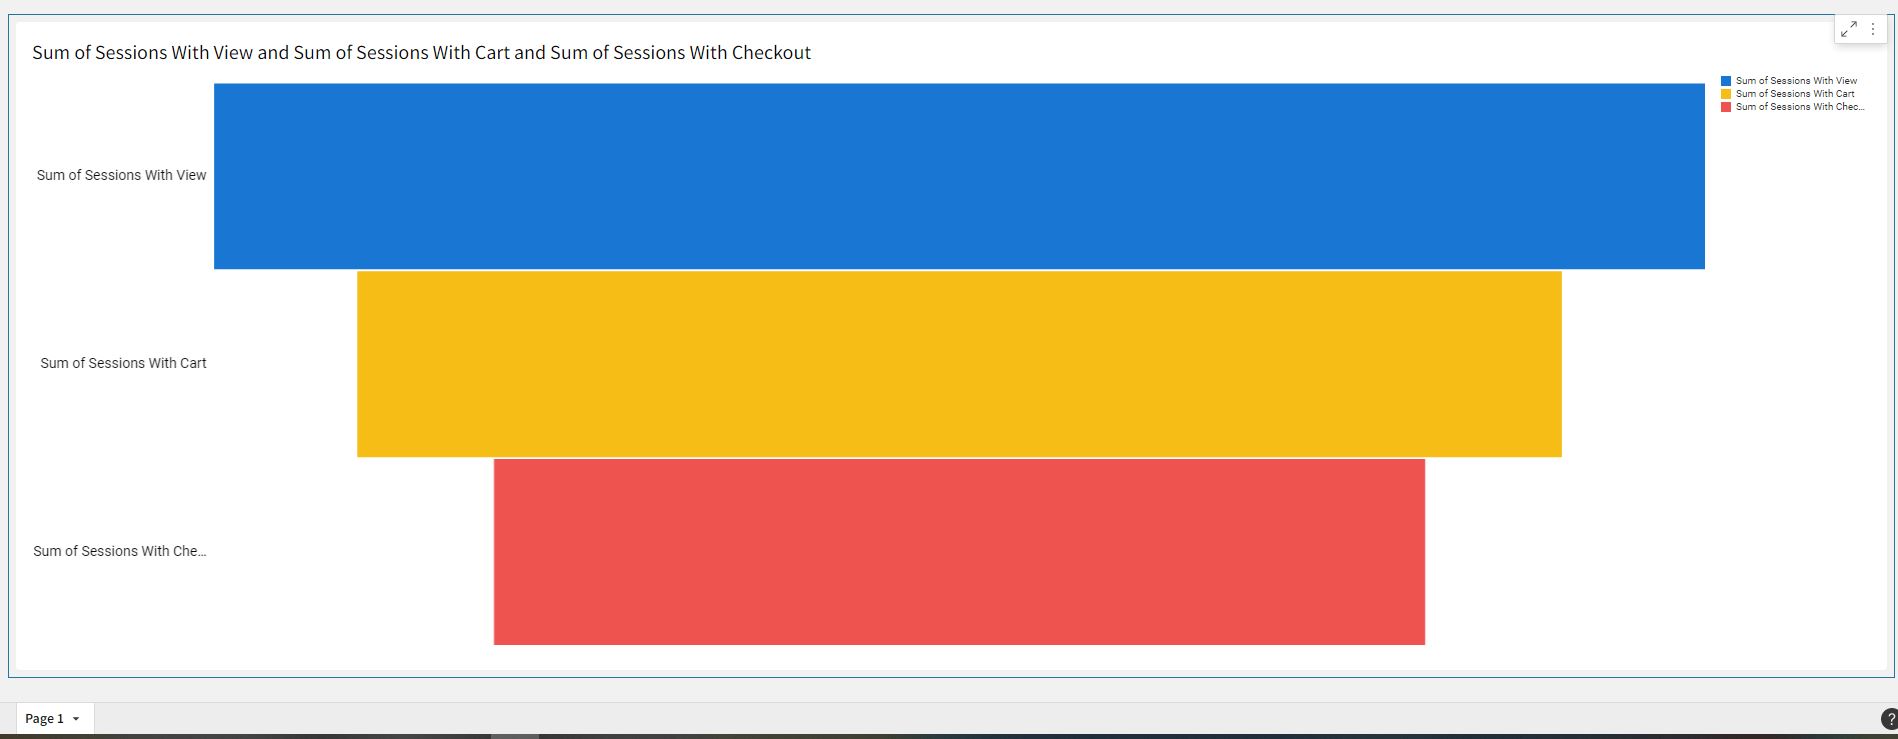 Sum of Sessions With View and Sum of Sessions With Cart and Sum of Sessions With Checkout
Sum of Sessions With View
Sum of Sessions With Cart
Sum of Sessions With Chec...
Sum of Sessions With View
Sum of Sessions With Cart
Sum of Sessions With Che...
Page 1
?